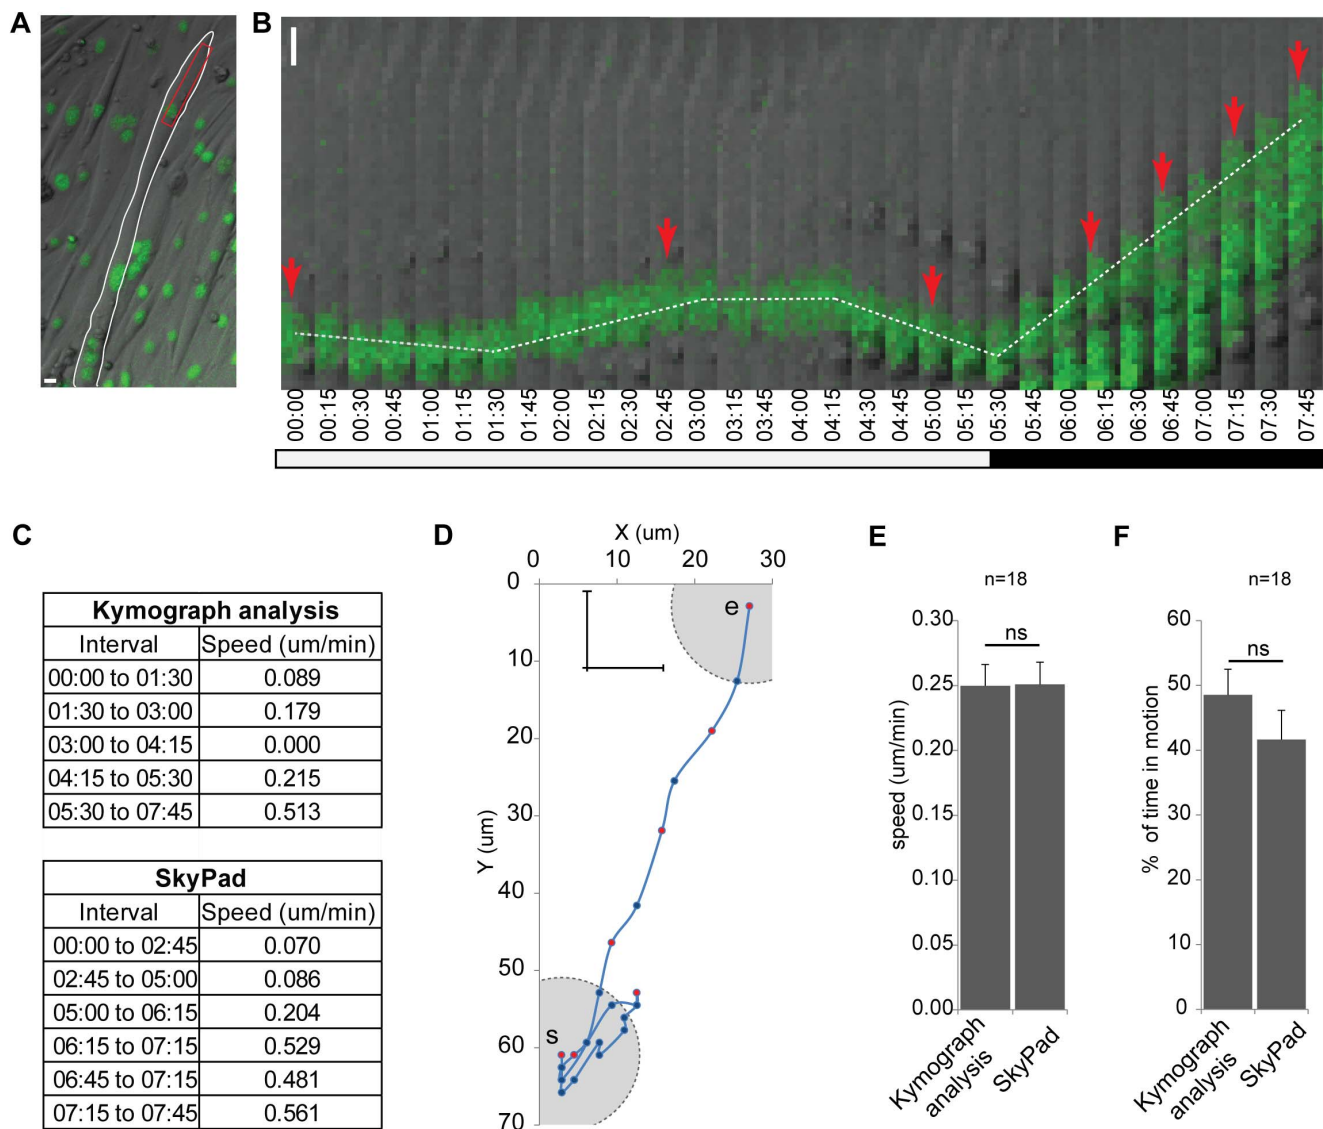 A
B
00:00
00:15
00:30
00:45
01:00
01:15
01:30
01:45
02:00
02:15
02:30
02:45
03:00
03:15
03:45
04:00
04:15
04:30
04:45
05:00
05:15
05:30
05:45
06:00
06:15
06:30
06:45
07:00
07:15
07:30
07:45
C
Kymograph analysis
Interval Speed (um/min)
00:00 to 01:30 0.089
01:30 to 03:00 0.179
03:00 to 04:15 0.000
04:15 to 05:30 0.215
05:30 to 07:45 0.513
SkyPad
Interval Speed (um/min)
00:00 to 02:45 0.070
02:45 to 05:00 0.086
05:00 to 06:15 0.204
06:15 to 07:15 0.529
06:45 to 07:15 0.481
07:15 to 07:45 0.561
D
X (um)
0 10 20 30
Y (um)
0
10
20
30
40
50
60
70
e
s
E
n=18
ns
speed (um/min)
0.30
0.25
0.20
0.15
0.10
0.05
0.00
Kymograph
analysis
SkyPad
F
n=18
ns
% of time in motion
60
50
40
30
20
10
0
Kymograph
analysis
SkyPad